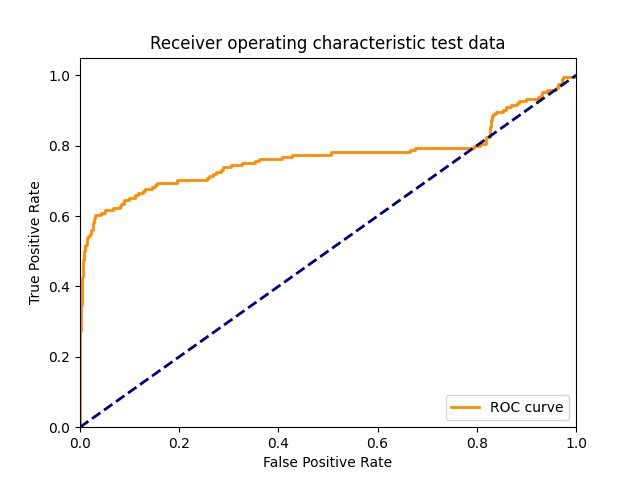 Receiver operating characteristic test data
True Positive Rate
1.0
0.8
0.6
0.4
0.2
0.0
0.0 0.2 0.4 0.6 0.8 1.0
False Positive Rate
ROC curve